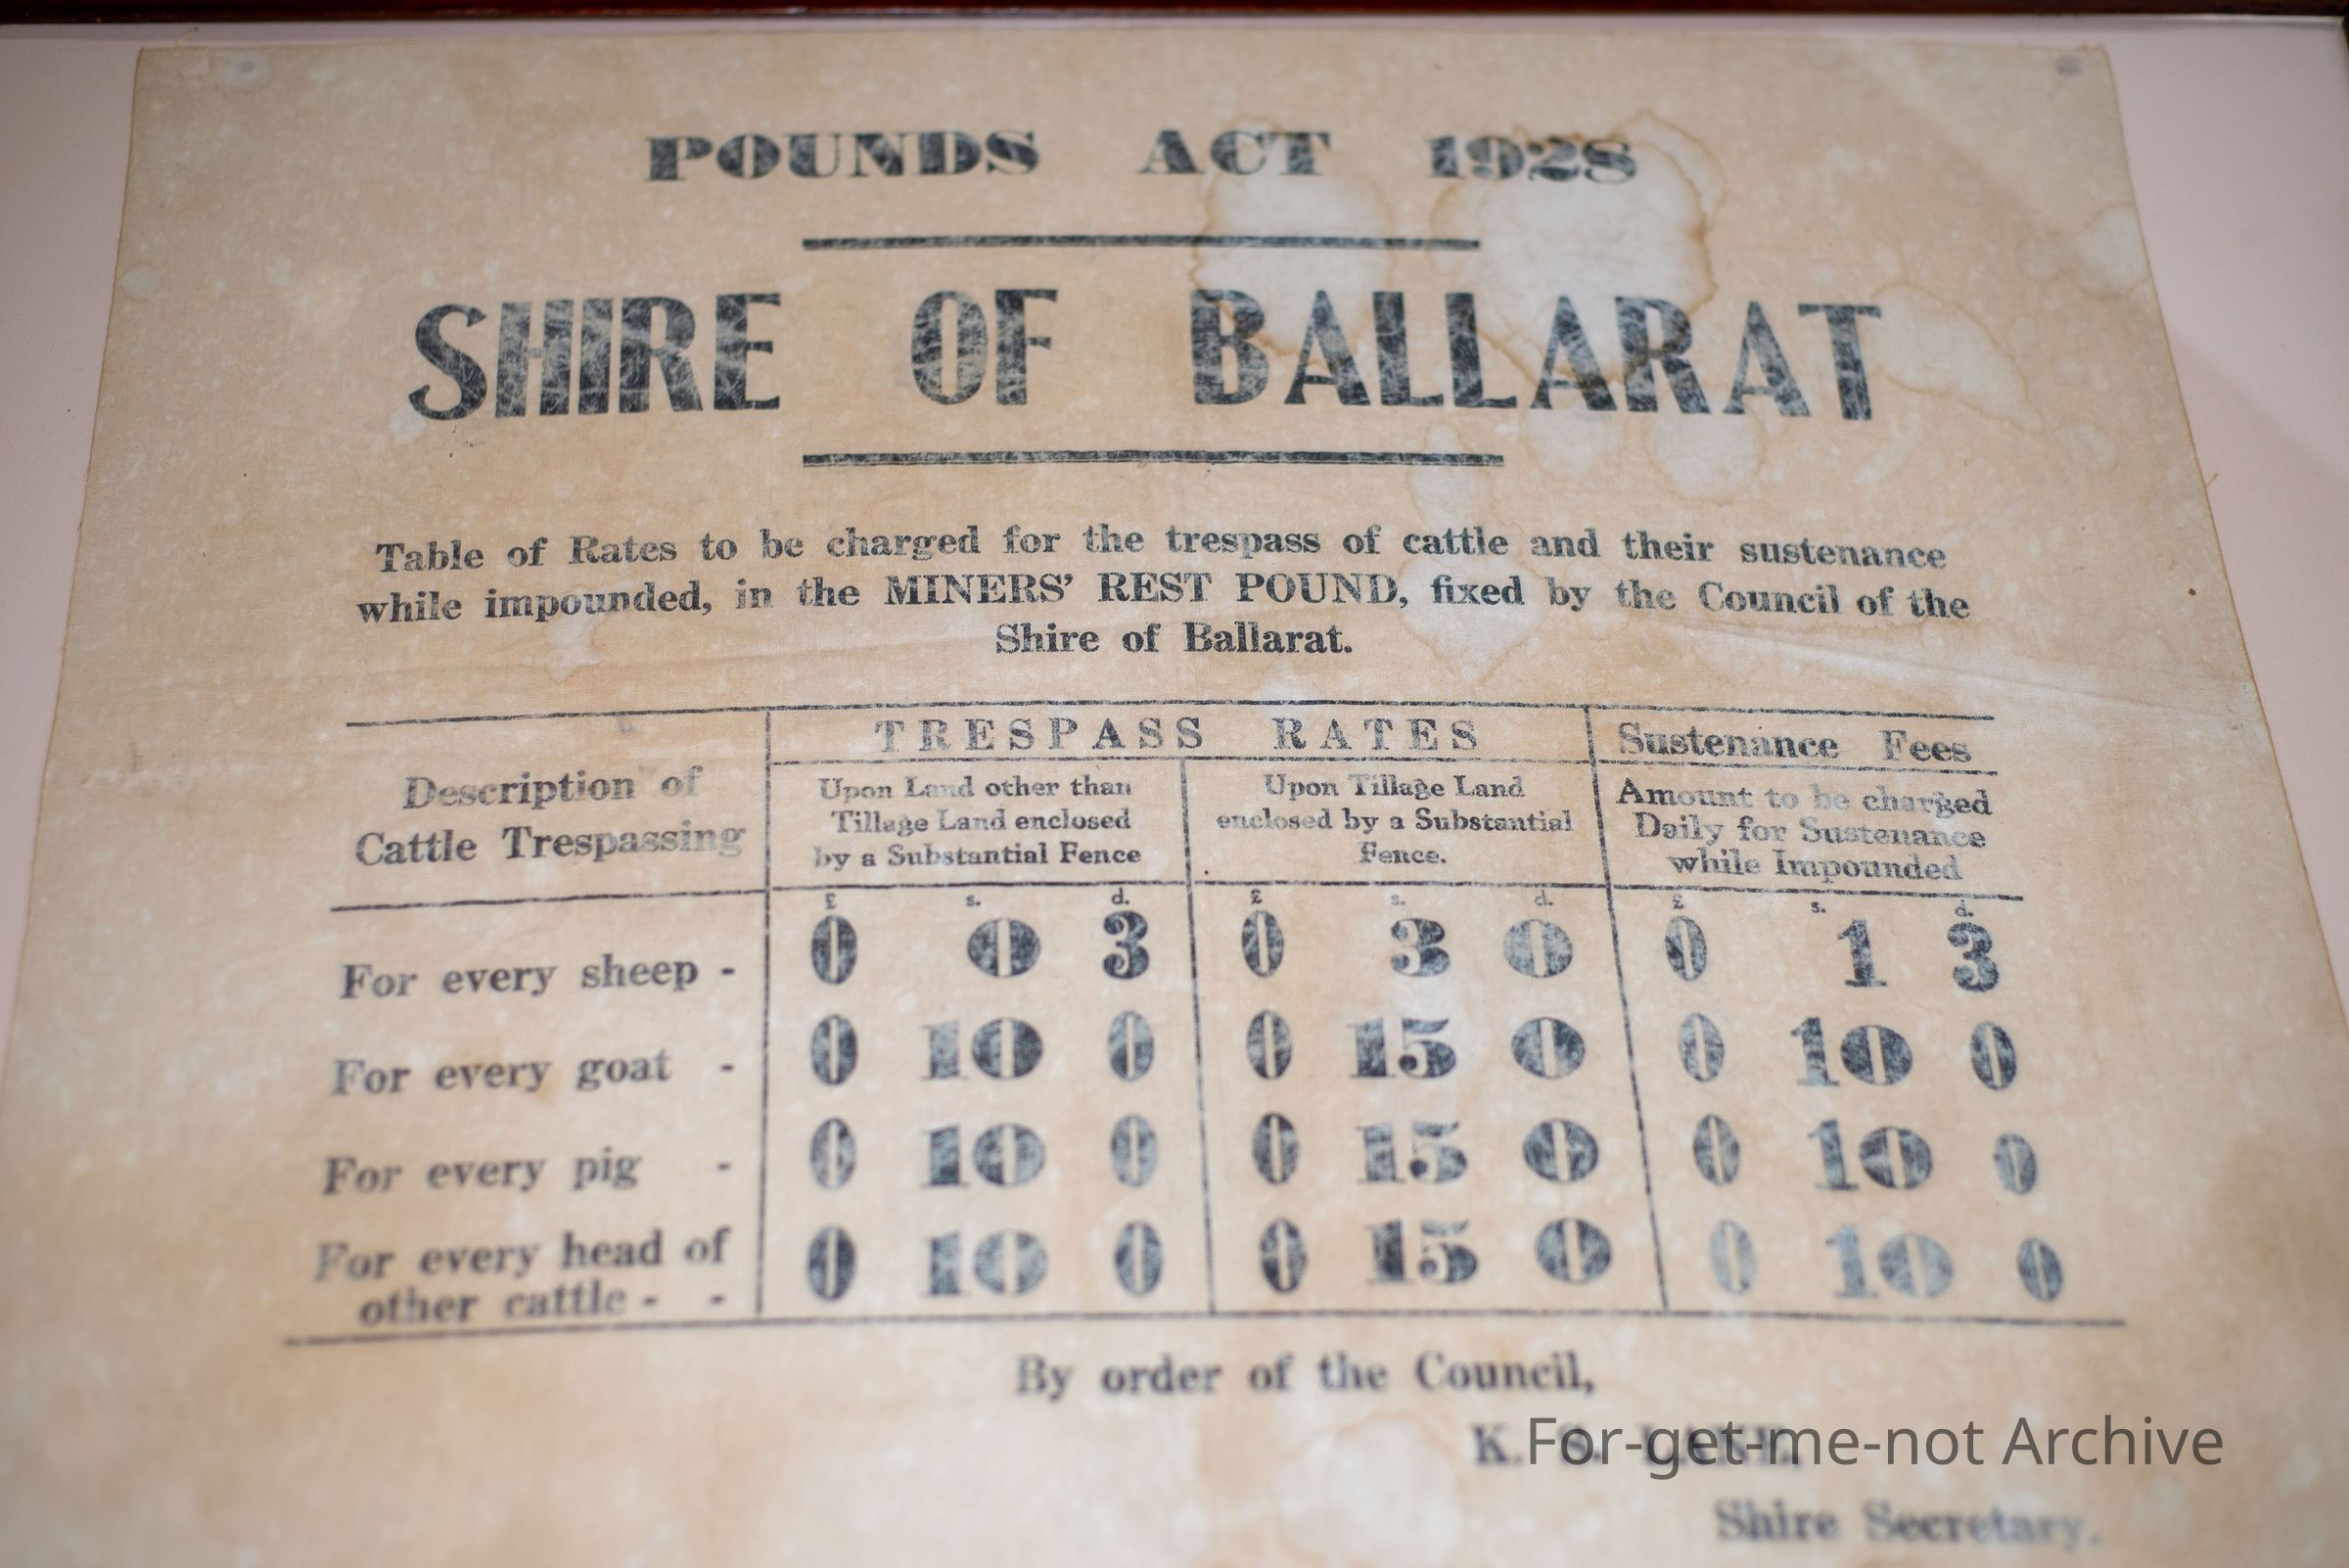 POUNDS ACT 1928
SHIRE OF BALLARAT
Table of Rates to be charged for the trespass of cattle and their sustenance
while impounded, in the MINERS' REST POUND, fixed by the Council of the
Shire of Ballarat.
Description of
Cattle Trespassing
TRESPASS RATES
Upon Land other than
Tillage Land enclosed
by a Substantial Fence
Upon Tillage Land
enclosed by a Substantial
Fence.
Sustenance Fees
Amount to be charged
Daily for Sustenance
while Impounded
£ s. d. £ s. d. £ s. d.
For every sheep - 0 0 3 0 3 0 0 1 3
For every goat - 0 10 0 0 15 0 0 10 0
For every pig - 0 10 0 0 15 0 0 10 0
For every head of
other cattle - - 0 10 0 0 15 0 0 10 0
By order of the Council,
K.
For-get-me-not Archive
Shire Secretary.